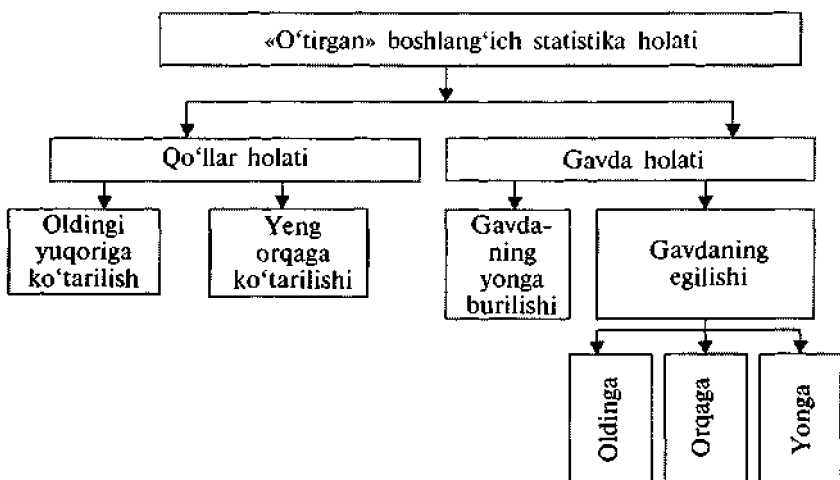 «O‘tirgan» boshlang‘ich statistika holati
Qo‘llar holati
Gavda holati
Oldingi
yuqoriga
ko‘tarilish
Yeng
orqaga
ko‘tarilishi
Gavda-
ning
yonga
burilishi
Gavdaning
egilishi
Oldinga
Orqaga
Yonga